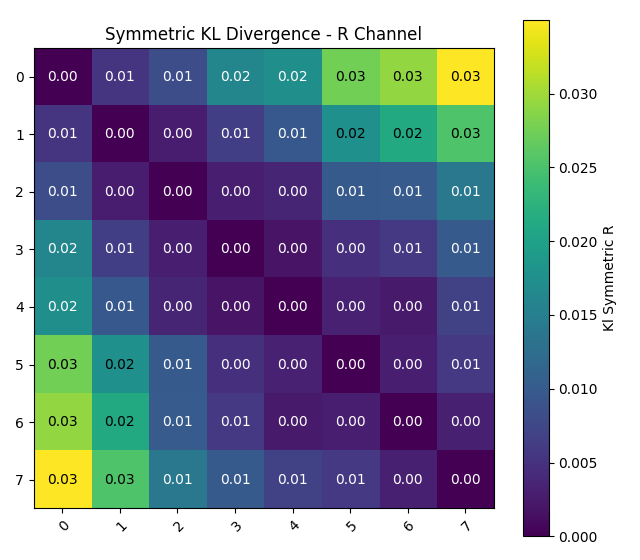 Symmetric KL Divergence - R Channel
0 0.00 0.01 0.01 0.02 0.02 0.03 0.03 0.03
1 0.01 0.00 0.00 0.01 0.01 0.02 0.02 0.03
2 0.01 0.00 0.00 0.00 0.00 0.01 0.01 0.01
3 0.02 0.01 0.00 0.00 0.00 0.00 0.01 0.01
4 0.02 0.01 0.00 0.00 0.00 0.00 0.00 0.01
5 0.03 0.02 0.01 0.00 0.00 0.00 0.00 0.01
6 0.03 0.02 0.01 0.01 0.00 0.00 0.00 0.00
7 0.03 0.03 0.01 0.01 0.01 0.01 0.00 0.00
0 1 2 3 4 5 6 7
0.030
0.025
0.020
0.015
0.010
0.005
0.000
Kl Symmetric R